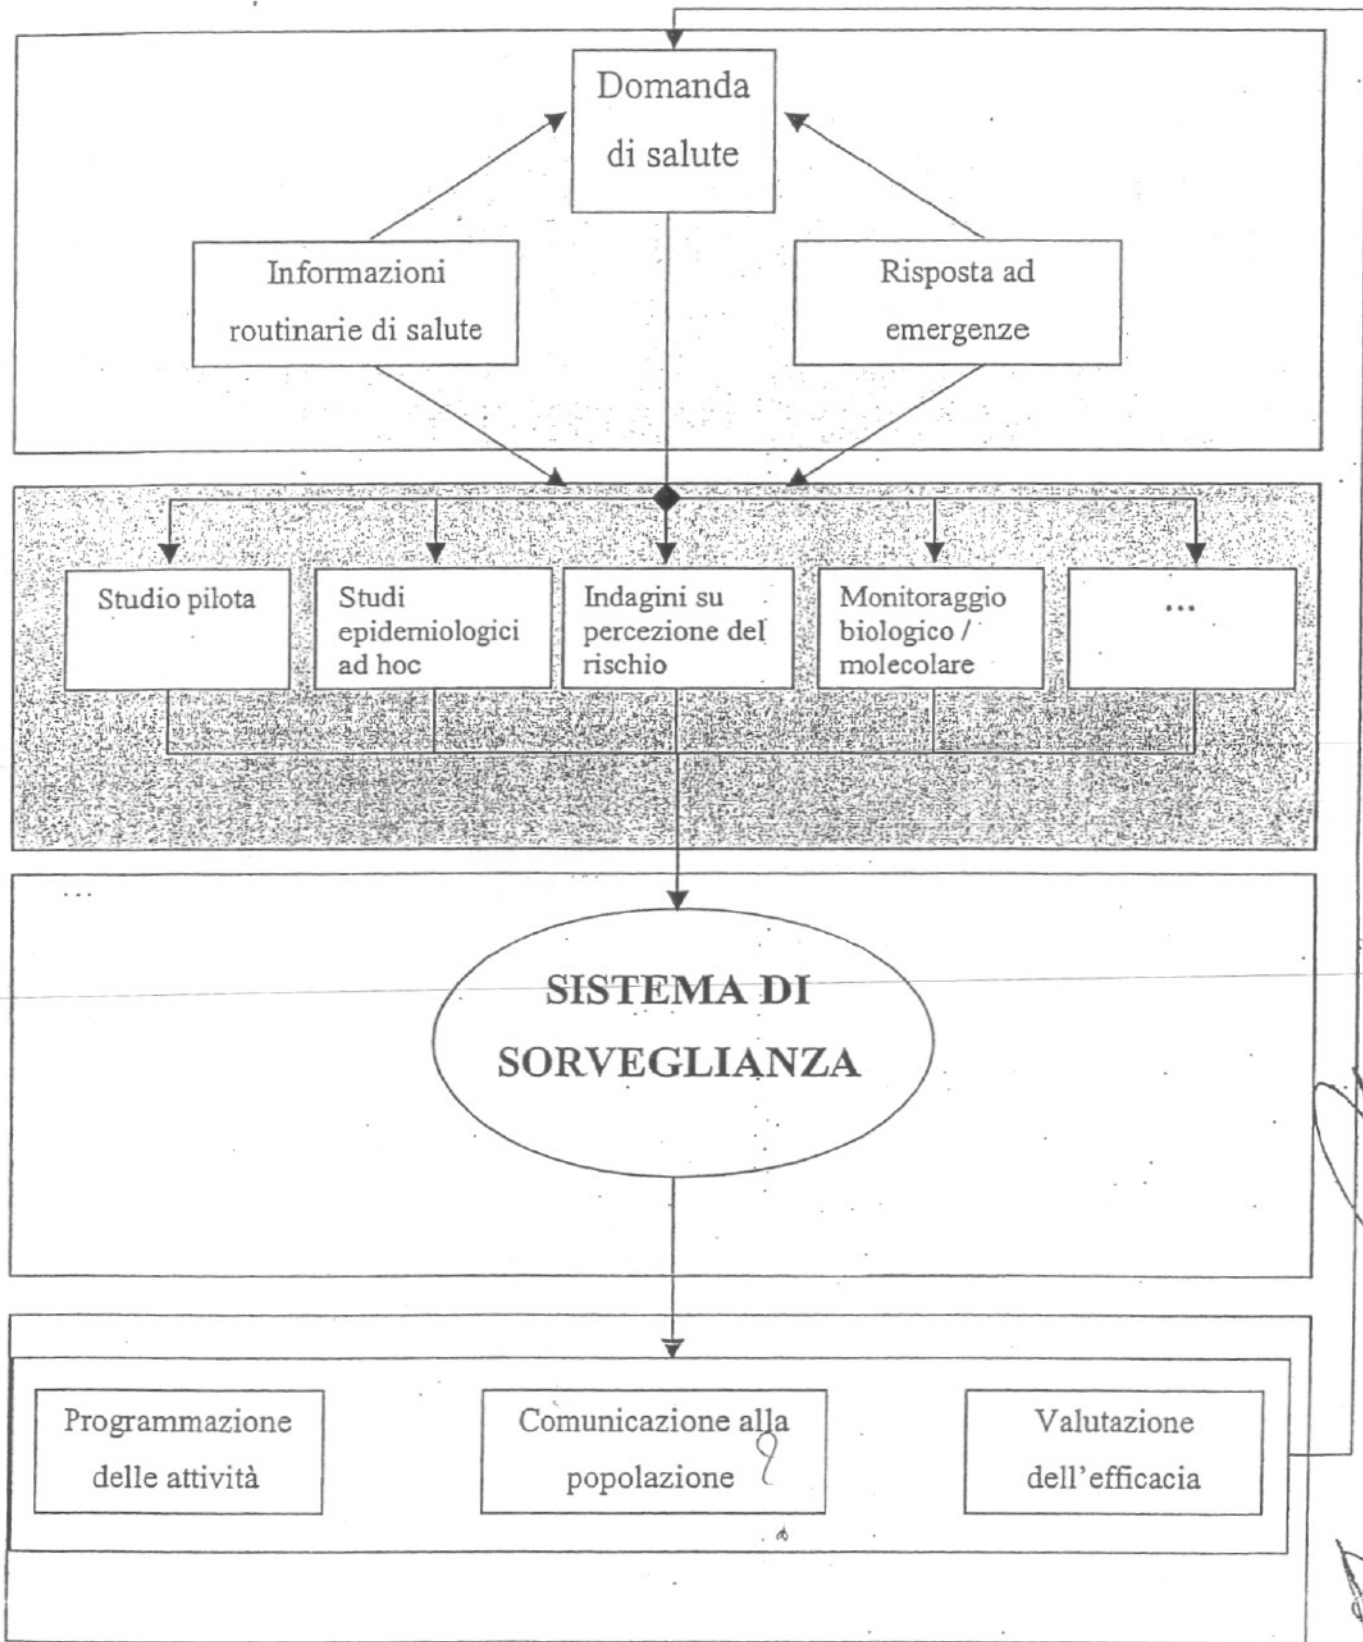 Domanda
di salute
Informazioni
routinarie di salute
Risposta ad
emergenze
Studio pilota
Studi
epidemiologici
ad hoc
Indagini su
percezione del
rischio
Monitoraggio
biologico /
molecolare
...
...
SISTEMA DI
SORVEGLIANZA
Programmazione
delle attività
Comunicazione alla
popolazione
Valutazione
dell'efficacia